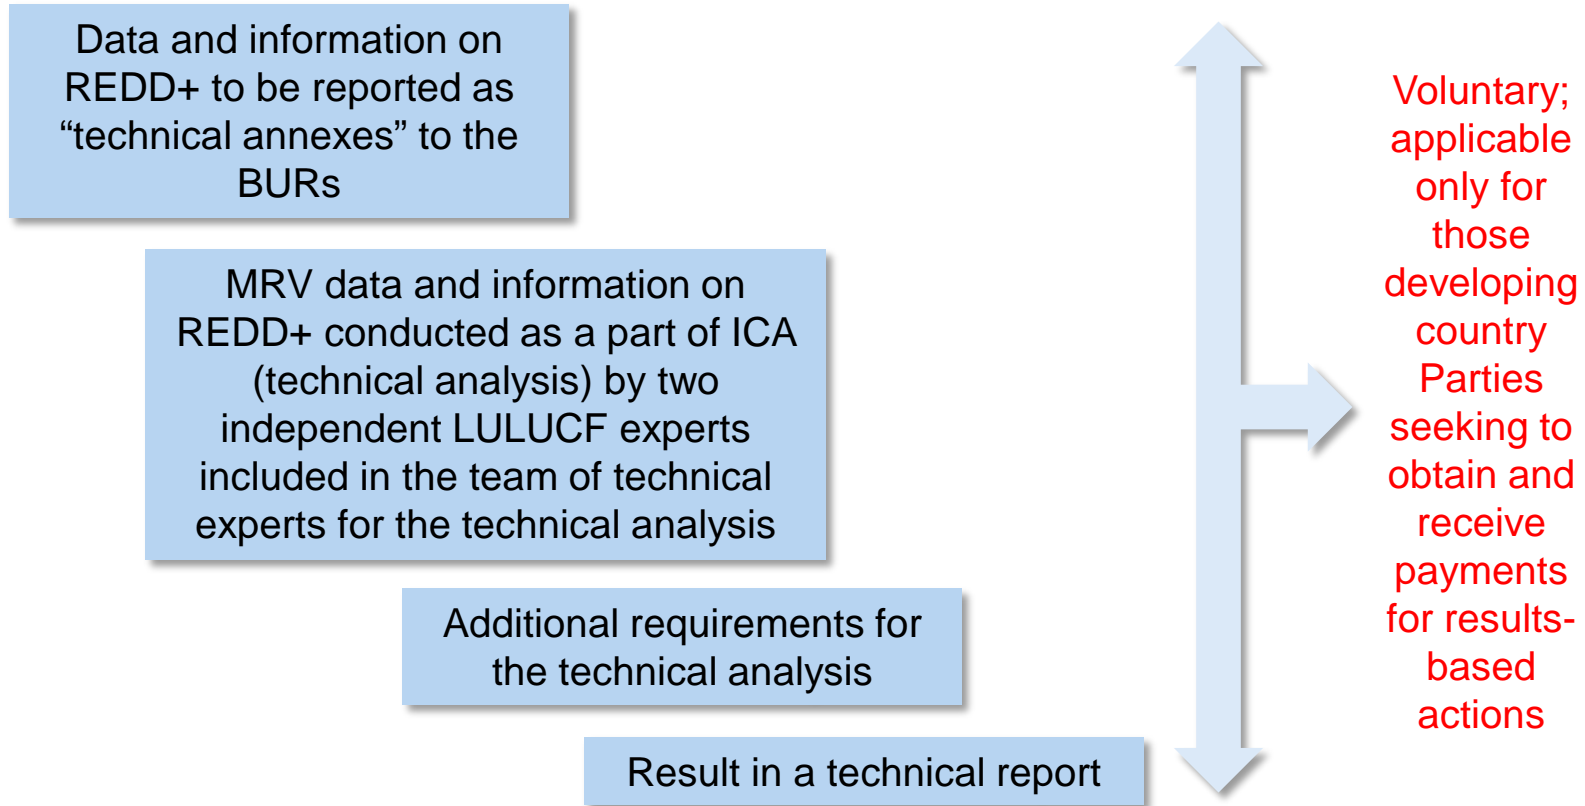 Data and information on
REDD+ to be reported as
“technical annexes” to the
BURs
MRV data and information on
REDD+ conducted as a part of ICA
(technical analysis) by two
independent LULUCF experts
included in the team of technical
experts for the technical analysis
Additional requirements for
the technical analysis
Result in a technical report
Voluntary;
applicable
only for
those
developing
country
Parties
seeking to
obtain and
receive
payments
for results-
based
actions